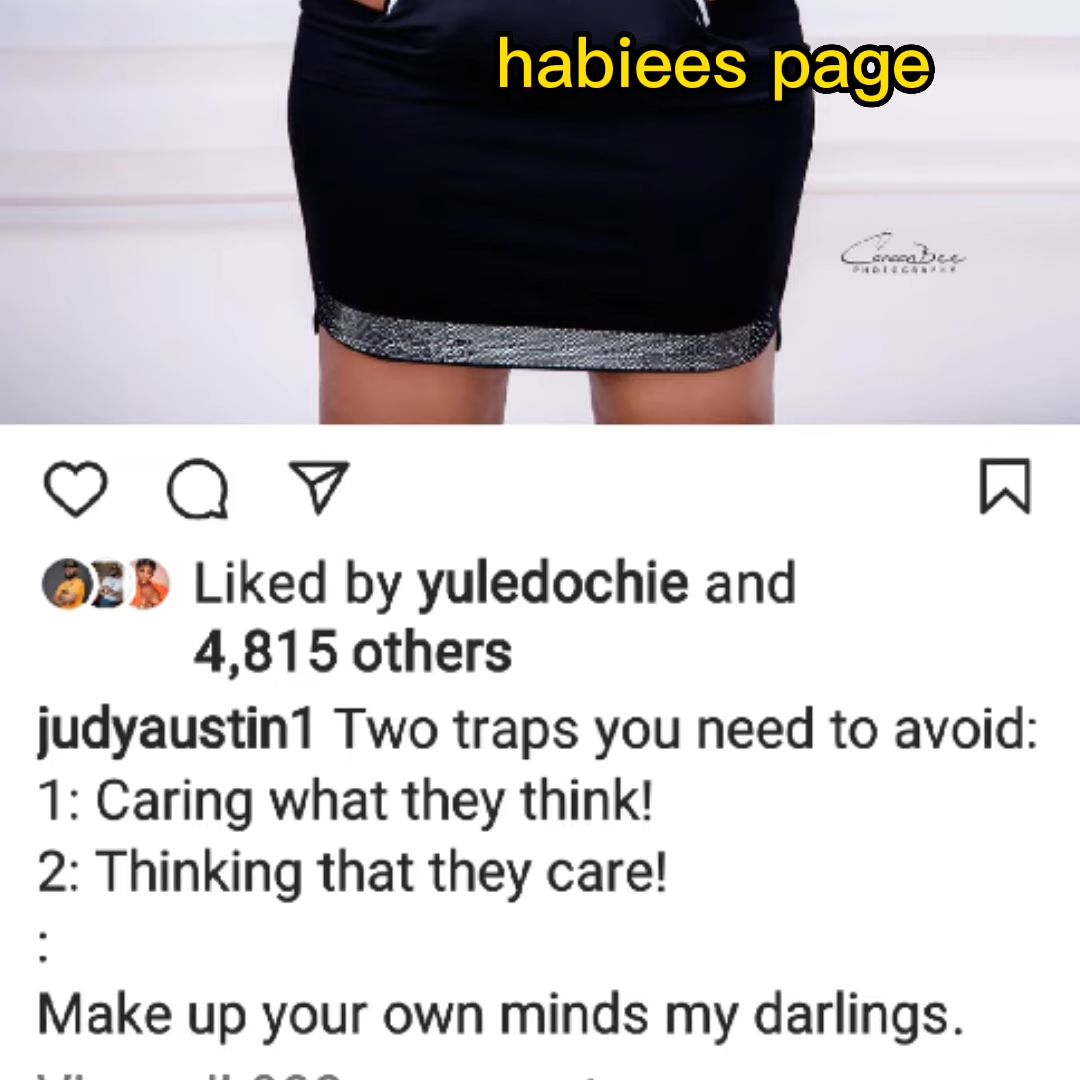 habiees page
PHOTOGRAPHY
Liked by yuledochie and
4,815 others
judyaustin1 Two traps you need to avoid:
1: Caring what they think!
2: Thinking that they care!
:
Make up your own minds my darlings.